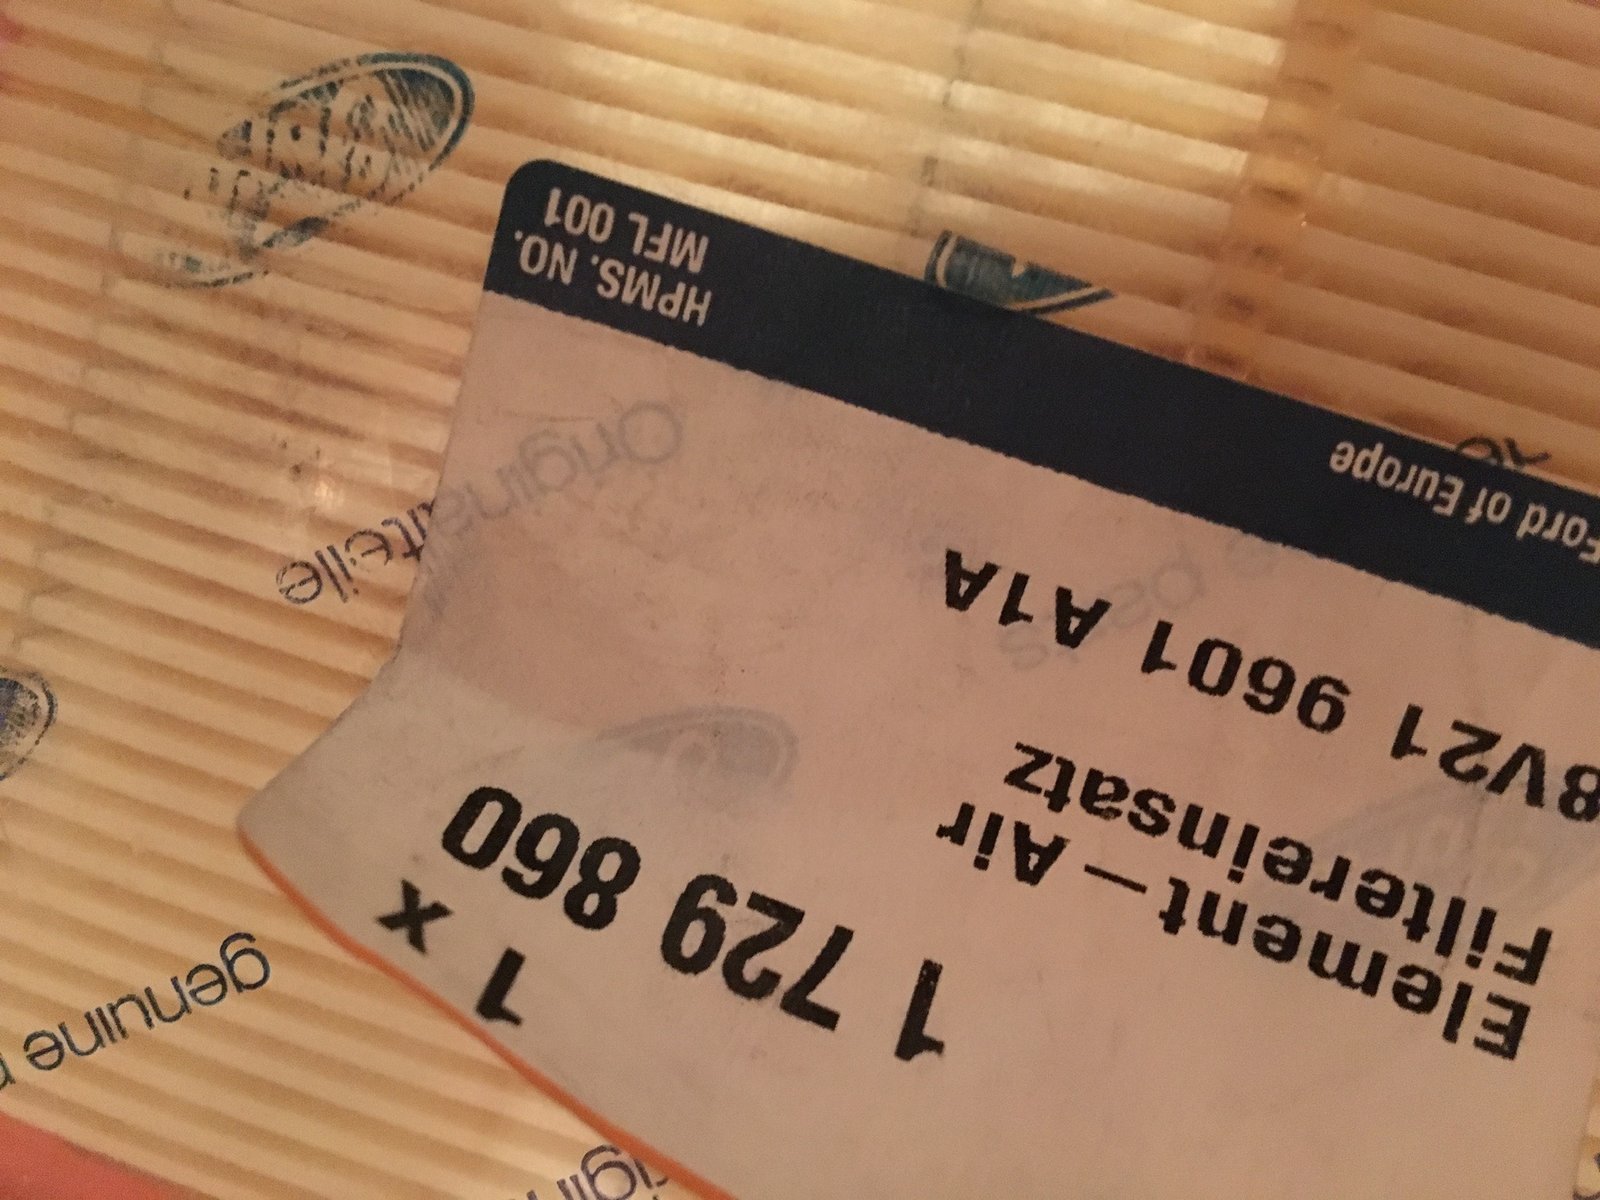 1 x
1 729 860
Element – Air
Filtereinsatz
8V21 9601 A1A
Ford of Europe
HPMS. NO.
MFL 001
Originalteile
genuine